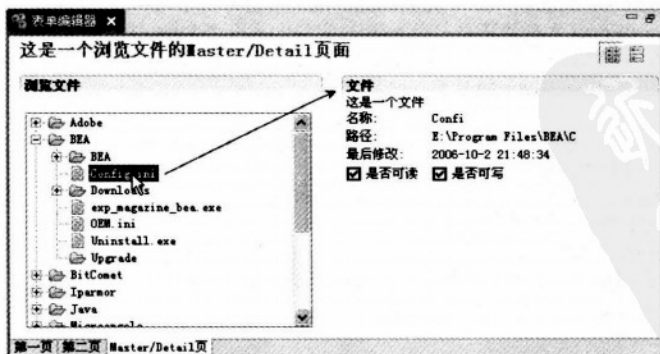 表单编辑器
这是一个浏览文件的Master/Detail页面
浏览文件
Adobe
BEA
BEA
Config.ini
Downloads
exp_magazine_bea.exe
OEM.ini
Uninstall.exe
Upgrade
BitComet
Iparmor
Java
文件
这是一个文件
名称: Confi
路径: E:\Program Files\BEA\C
最后修改: 2006-10-2 21:48:34
是否可读 是否可写
第一页 第二页 Master/Detail页